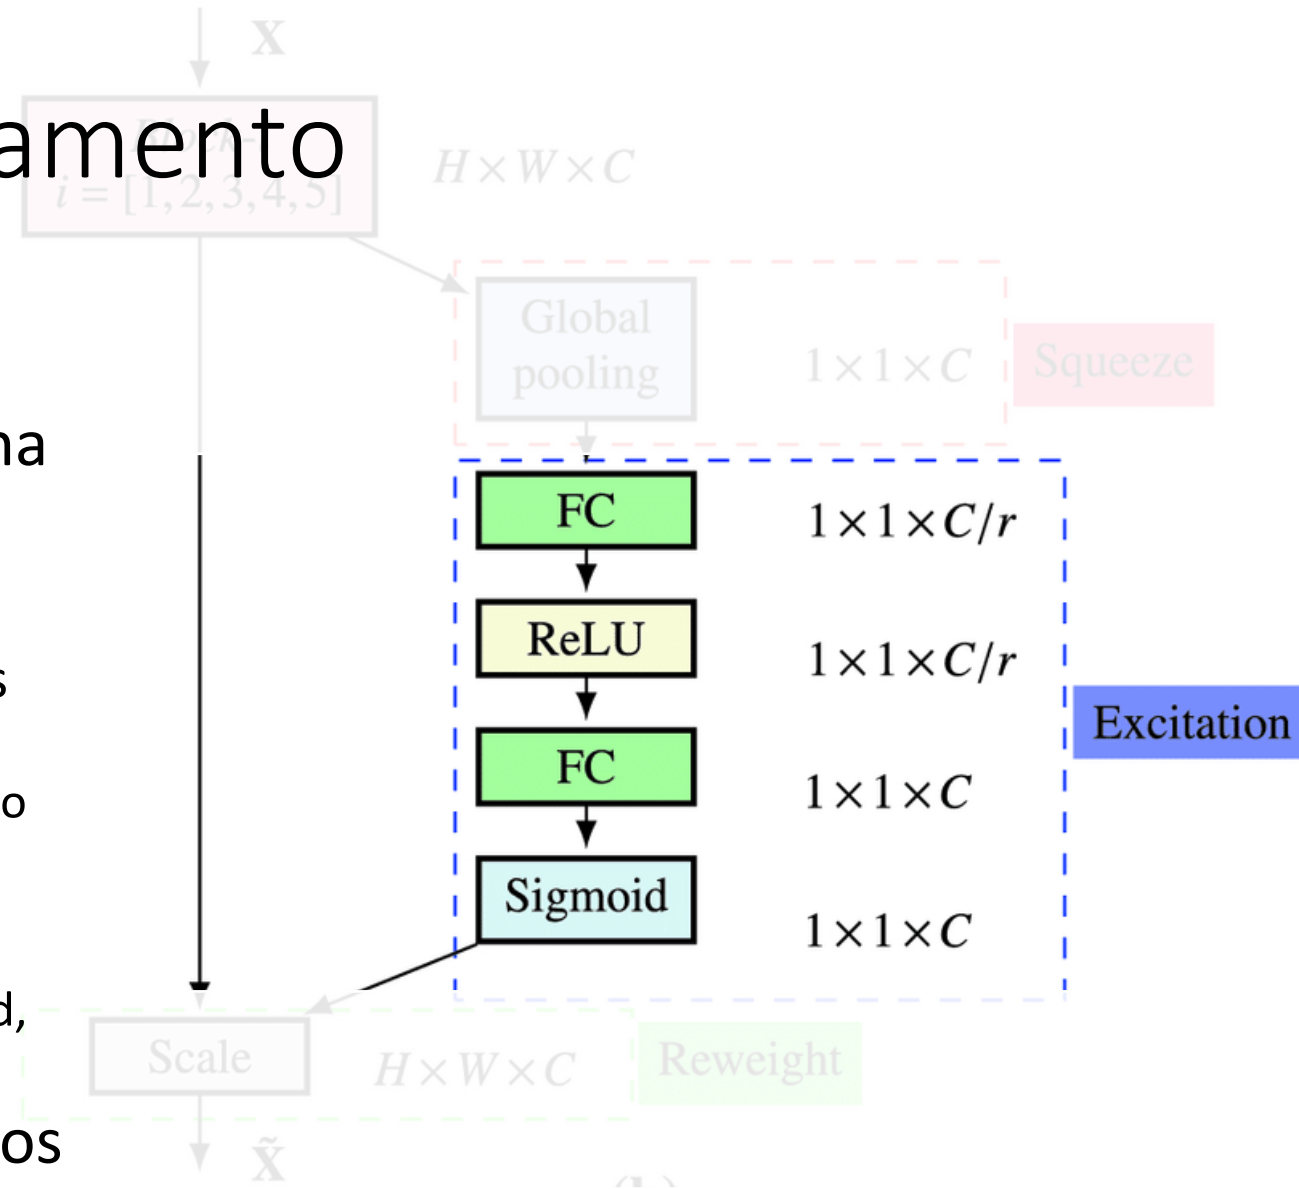 X
amento
Block-
i = [1,2,3,4,5]
H×W×C
Global
pooling
1×1×C
Squeeze
na
FC
1×1×C/r
ReLU
1×1×C/r
s
Excitation
FC
1×1×C
o
Sigmoid
1×1×C
d,
Scale
H×W×C
Reweight
os
X̃